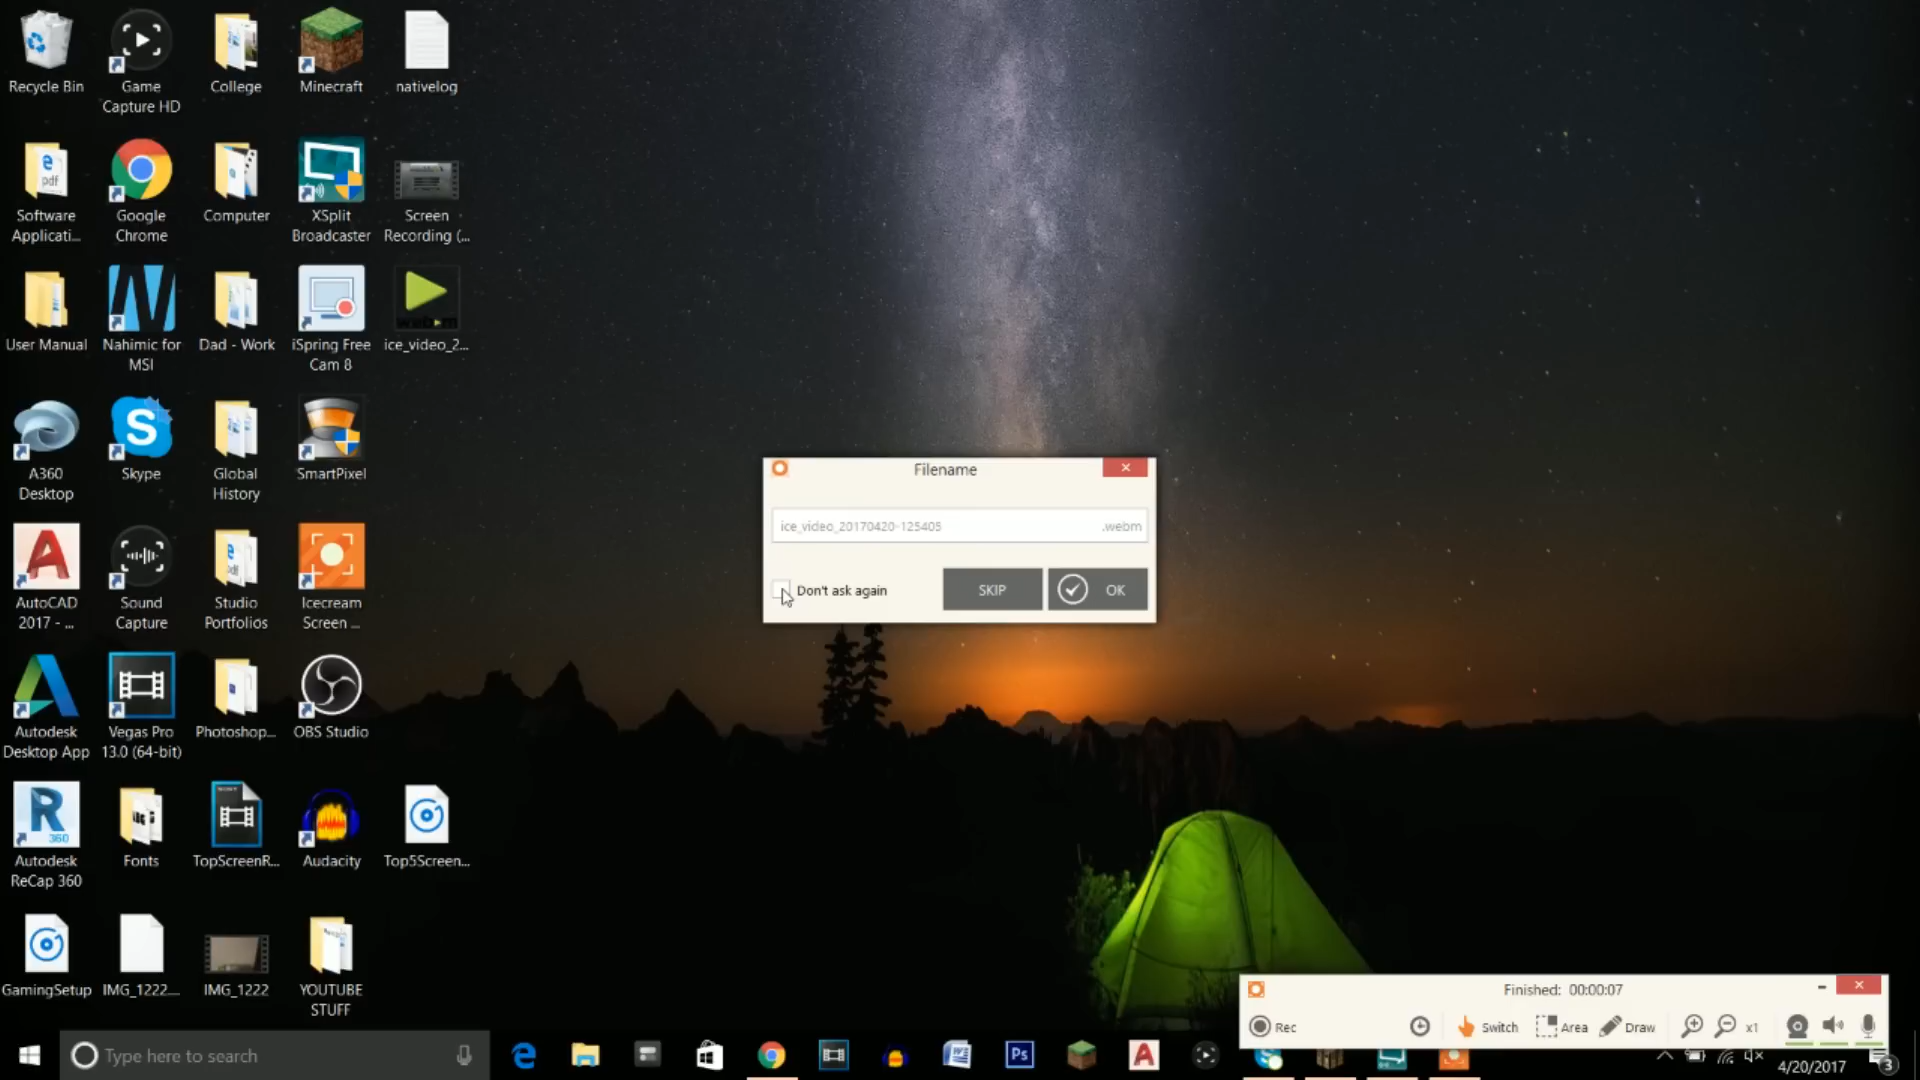 Recycle Bin
Game
Capture HD
College
Minecraft
nativelog
Software
Applicati...
Google
Chrome
Computer
XSplit
Broadcaster
Screen
Recording (...
User Manual
Nahimic for
MSI
Dad - Work
iSpring Free
Cam 8
ice_video_2...
A360
Desktop
Skype
Global
History
SmartPixel
Filename
ice_video_20170420-125405 .webm
Don't ask again
SKIP
OK
AutoCAD
2017 - ...
Sound
Capture
Studio
Portfolios
Icecream
Screen ...
Autodesk
Desktop App
Vegas Pro
13.0 (64-bit)
Photoshop...
OBS Studio
Autodesk
ReCap 360
Fonts
TopScreenR...
Audacity
Top5Screen...
GamingSetup
IMG_1222....
IMG_1222
YOUTUBE
STUFF
Finished: 00:00:07
Rec
Switch
Area
Draw
x1
Type here to search
4/20/2017
3